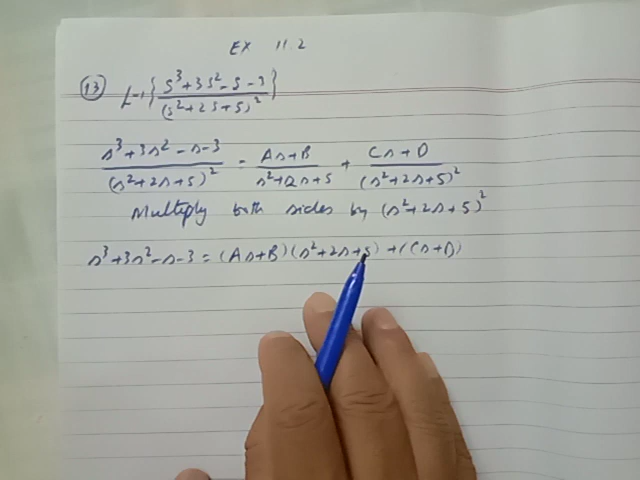 Ex 11.2
(13) L⁻¹{ (s³+3s²-s-3) / (s²+2s+5)² }
(s³+3s²-s-3) / (s²+2s+5)² = (As+B) / (s²+2s+5) + (Cs+D) / (s²+2s+5)²
Multiply both sides by (s²+2s+5)²
s³+3s²-s-3 = (As+B)(s²+2s+5) + (Cs+D)